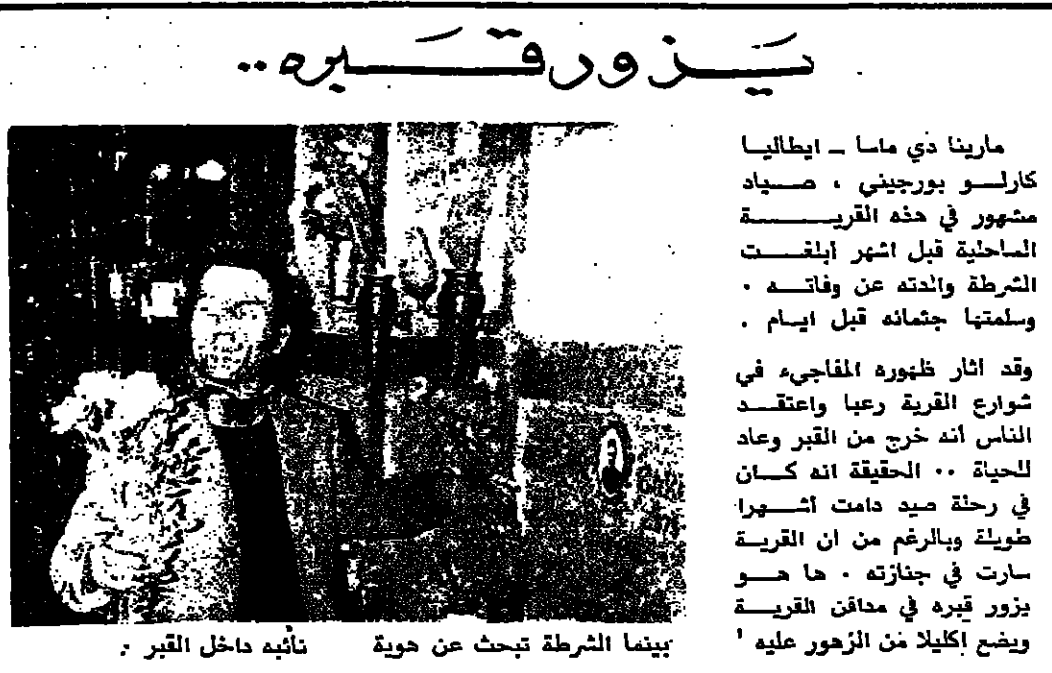 يزور قبره ..
مارينا ذي ماسا ـ ايطاليا
كارلو بورجيني ، صياد
مشهور في هذه القرية
الساحلية قبل اشهر ابلغت
الشرطة والدته عن وفاته .
وسلمتها جثمانه قبل ايام .
وقد اثار ظهوره المفاجيء في
شوارع القرية رعبا واعتقد
الناس أنه خرج من القبر وعاد
للحياة .. الحقيقة انه كان
في رحلة صيد دامت أشهرا
طويلة وبالرغم من ان القرية
سارت في جنازته . ها هو
يزور قبره في مدافن القرية
ويضع إكليلا من الزهور عليه !
بينما الشرطة تبحث عن هوية
نائبه داخل القبر .